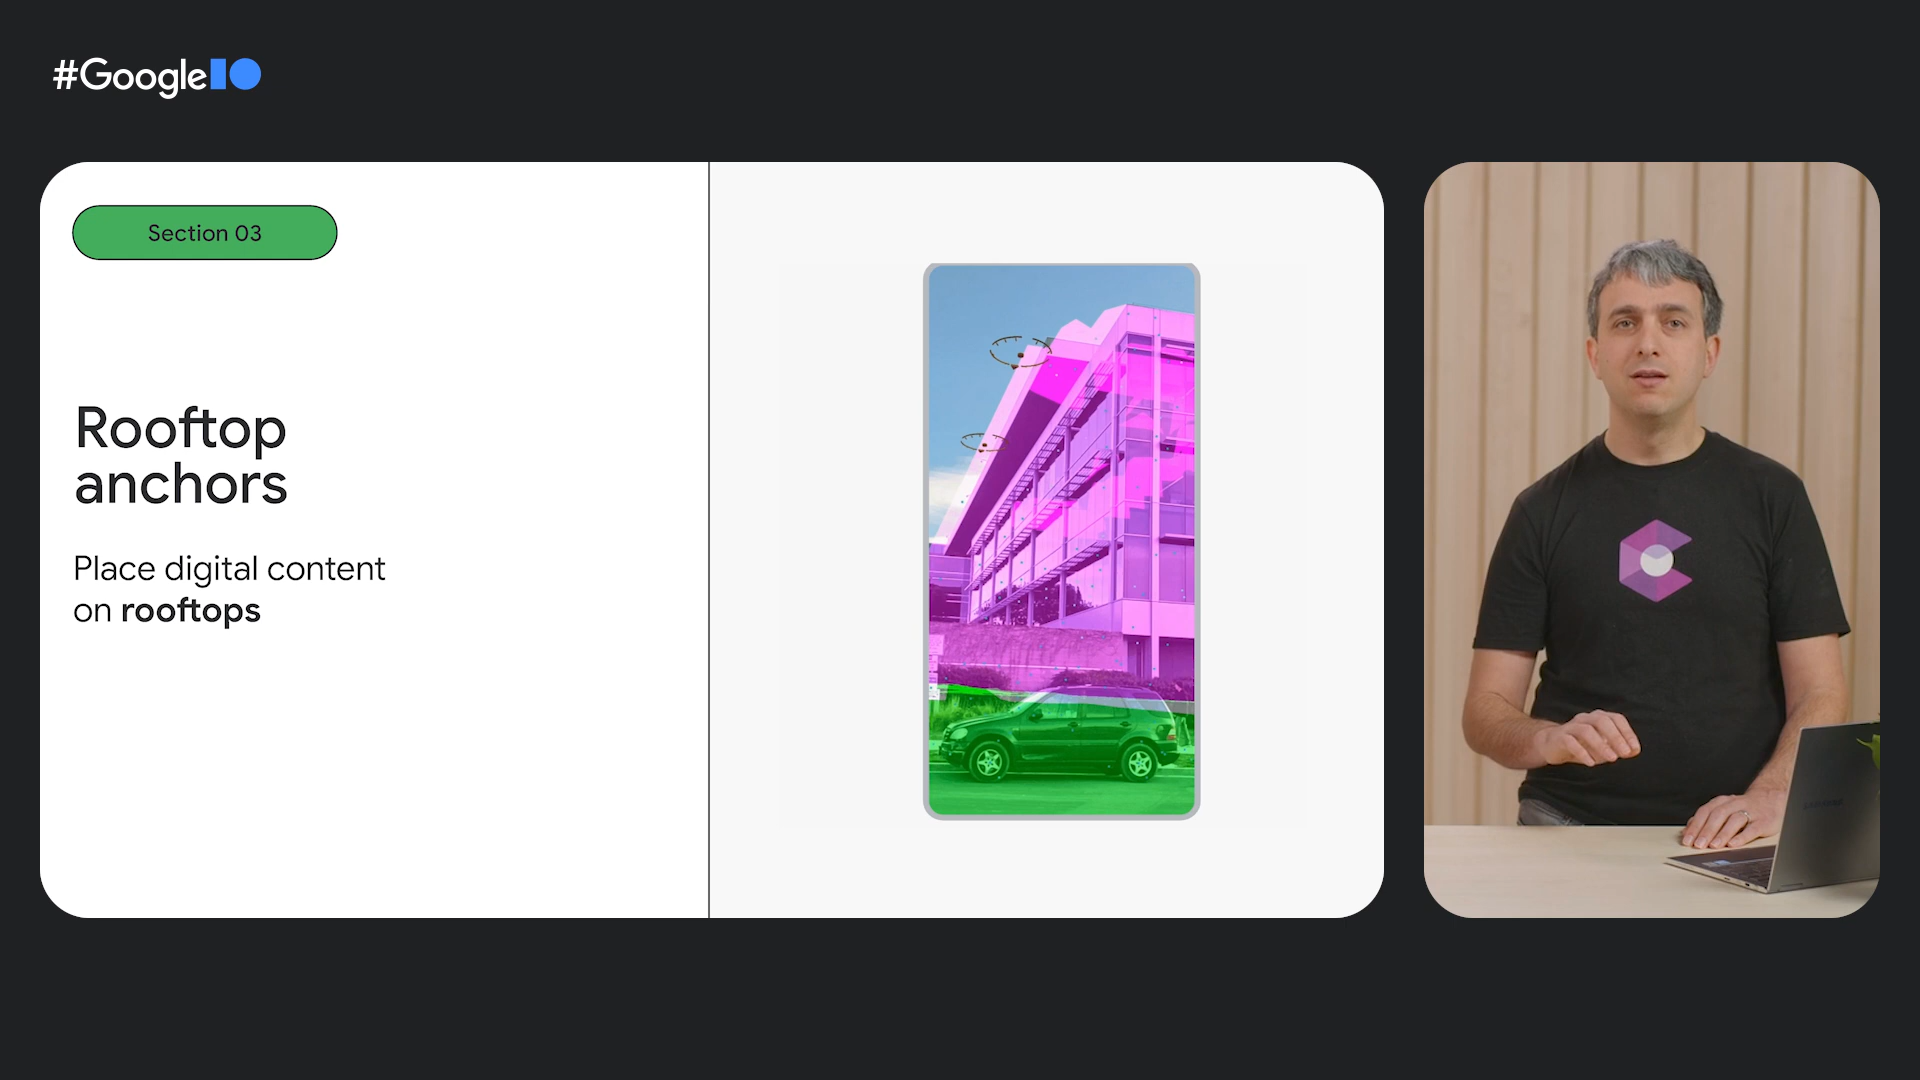 #GoogleIO
Section 03
Rooftop
anchors
Place digital content
on rooftops